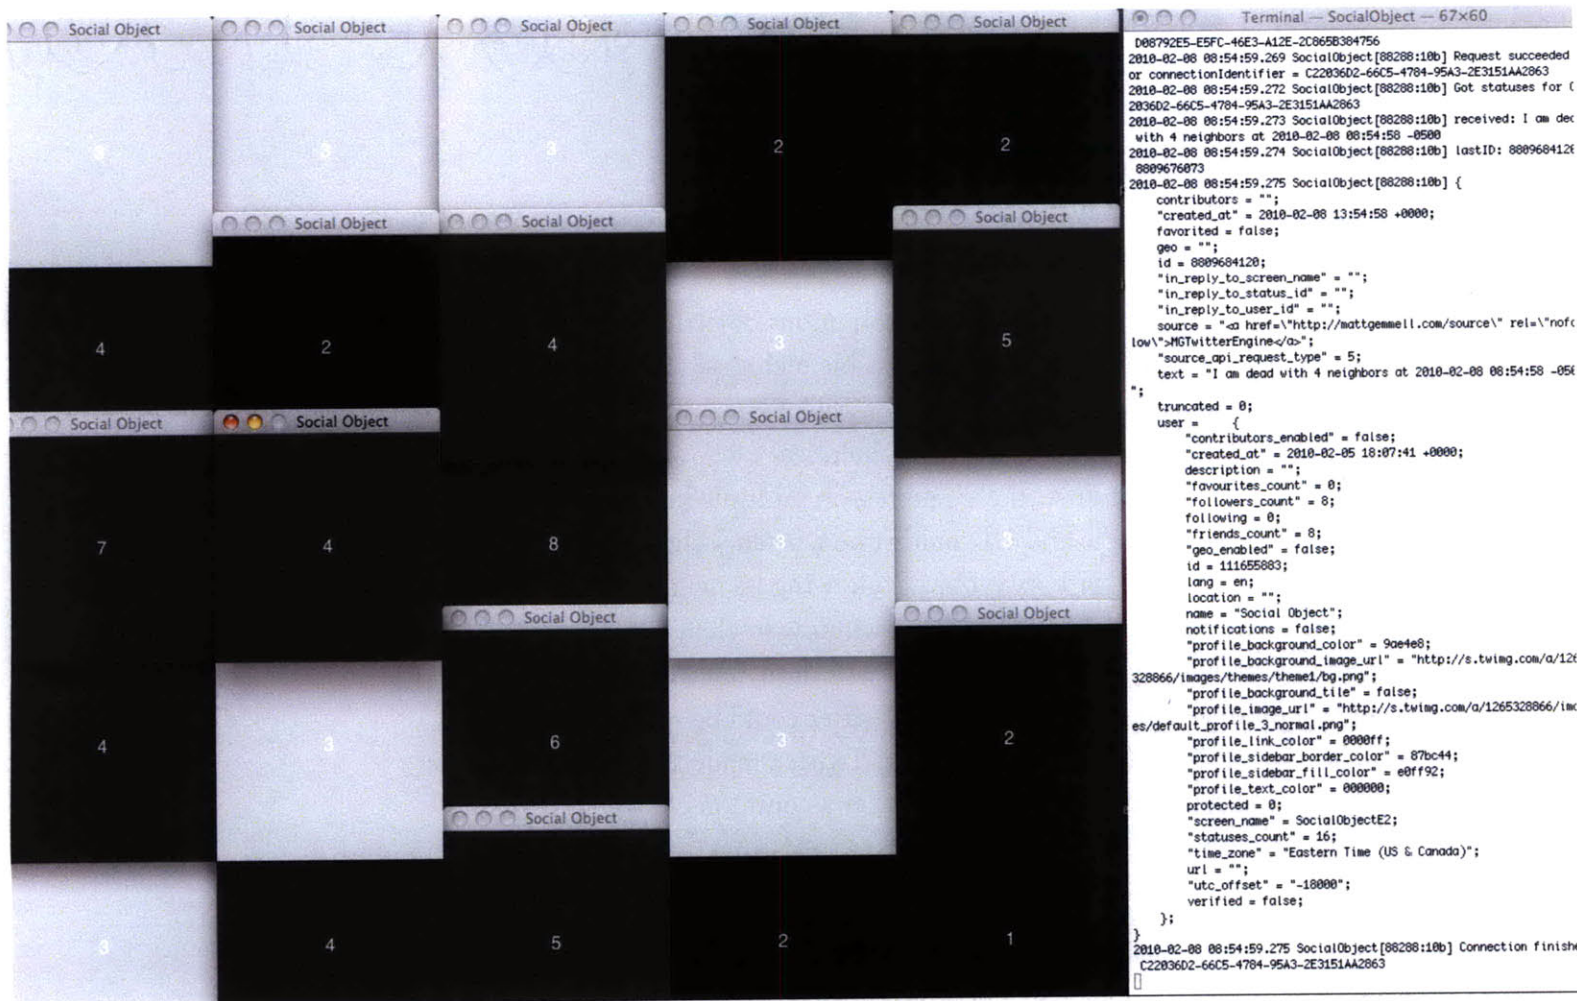 Social Object
Social Object
Social Object
Social Object
Social Object
3
3
3
2
2
Social Object
Social Object
Social Object
4
2
4
3
5
Social Object
Social Object
Social Object
7
4
8
3
3
Social Object
Social Object
4
3
6
3
2
Social Object
3
4
5
2
1
Terminal — SocialObject — 67×60
D08792E5-E5FC-46E3-A12E-2C865B384756
2010-02-08 08:54:59.269 SocialObject[88288:10b] Request succeeded
or connectionIdentifier = C22036D2-66C5-4784-95A3-2E3151AA2863
2010-02-08 08:54:59.272 SocialObject[88288:10b] Got statuses for
2036D2-66C5-4784-95A3-2E3151AA2863
2010-02-08 08:54:59.273 SocialObject[88288:10b] received: I am
with 4 neighbors at 2010-02-08 08:54:58 -0500
2010-02-08 08:54:59.274 SocialObject[88288:10b] lastID: 880968412
8809676073
2010-02-08 08:54:59.275 SocialObject[88288:10b] {
contributors = "";
"created_at" = 2010-02-08 13:54:58 +0000;
favorited = false;
geo = "";
id = 8809684120;
"in_reply_to_screen_name" = "";
"in_reply_to_status_id" = "";
"in_reply_to_user_id" = "";
source = "<a href=\"http://mattgemmell.com/source\" rel=\"nofo
low\">MGTwitterEngine</a>";
"source_api_request_type" = 5;
text = "I am dead with 4 neighbors at 2010-02-08 08:54:58 -050
";
truncated = 0;
user = {
"contributors_enabled" = false;
"created_at" = 2010-02-05 18:07:41 +0000;
description = "";
"favourites_count" = 0;
"followers_count" = 8;
following = 0;
"friends_count" = 8;
"geo_enabled" = false;
id = 111655883;
lang = en;
location = "";
name = "Social Object";
notifications = false;
"profile_background_color" = 9ae4e8;
"profile_background_image_url" = "http://s.twimg.com/a/126
328866/images/themes/theme1/bg.png";
"profile_background_tile" = false;
"profile_image_url" = "http://s.twimg.com/a/1265328866/ima
es/default_profile_3_normal.png";
"profile_link_color" = 0000ff;
"profile_sidebar_border_color" = 87bc44;
"profile_sidebar_fill_color" = e0ff92;
"profile_text_color" = 000000;
protected = 0;
"screen_name" = SocialObjectE2;
"statuses_count" = 16;
"time_zone" = "Eastern Time (US & Canada)";
url = "";
"utc_offset" = "-18000";
verified = false;
};
}
2010-02-08 08:54:59.275 SocialObject[88288:10b] Connection finish
C22036D2-66C5-4784-95A3-2E3151AA2863